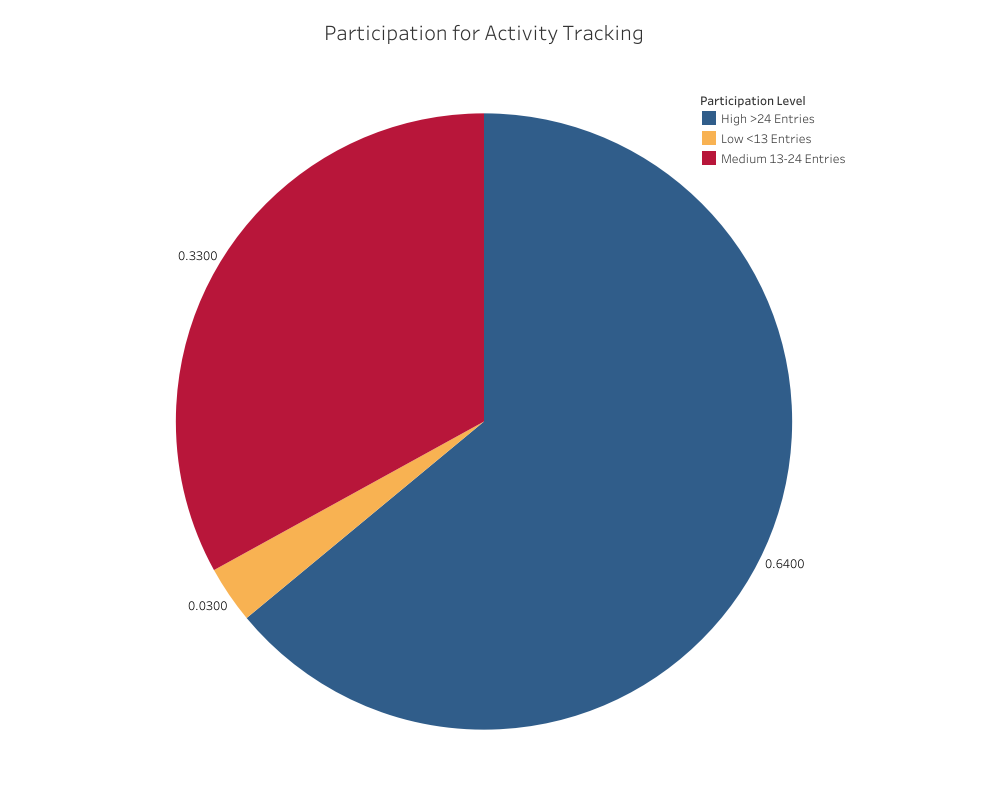 Participation for Activity Tracking
Participation Level
High >24 Entries
Low <13 Entries
Medium 13-24 Entries
0.3300
0.6400
0.0300